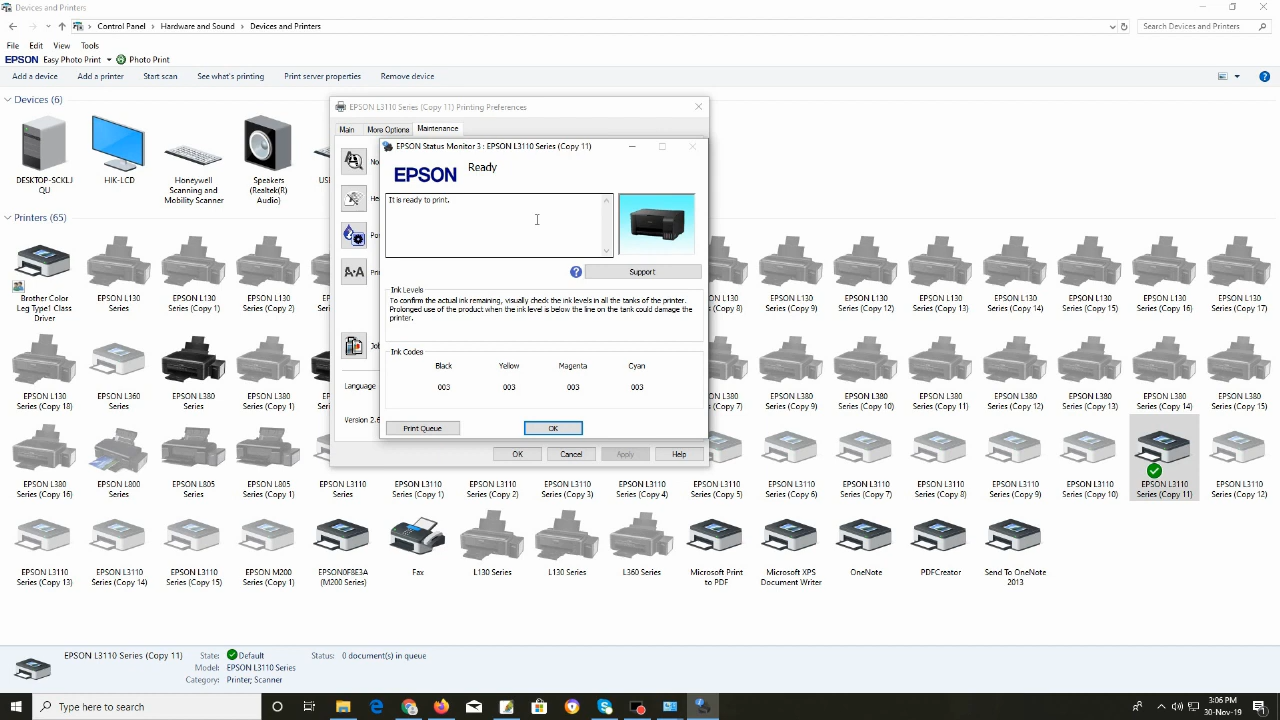 Devices and Printers
Control Panel > Hardware and Sound > Devices and Printers
Search Devices and Printers
File Edit View Tools
EPSON Easy Photo Print Photo Print
Add a device Add a printer Start scan See what's printing Print server properties Remove device
Devices (6)
DESKTOP-SCKLJ
QU
HIK-LCD
Honeywell
Scanning and
Mobility Scanner
Speakers
(Realtek(R)
Audio)
Printers (65)
Brother Color
Leg Type1 Class
Driver
EPSON L130
Series
EPSON L130
Series (Copy 1)
EPSON L130
Series (Copy 2)
EPSON L130
Series (Copy 12)
EPSON L130
Series (Copy 13)
EPSON L130
Series (Copy 14)
EPSON L130
Series (Copy 15)
EPSON L130
Series (Copy 16)
EPSON L130
Series (Copy 17)
EPSON L130
Series (Copy 18)
EPSON L360
Series
EPSON L380
Series
EPSON L380
Series (Copy 1)
EPSON L380
Series (Copy 9)
EPSON L380
Series (Copy 10)
EPSON L380
Series (Copy 11)
EPSON L380
Series (Copy 12)
EPSON L380
Series (Copy 13)
EPSON L380
Series (Copy 14)
EPSON L380
Series (Copy 15)
EPSON L380
Series (Copy 16)
EPSON L800
Series
EPSON L805
Series
EPSON L805
Series (Copy 1)
EPSON L3110
Series
EPSON L3110
Series (Copy 1)
EPSON L3110
Series (Copy 2)
EPSON L3110
Series (Copy 3)
EPSON L3110
Series (Copy 4)
EPSON L3110
Series (Copy 5)
EPSON L3110
Series (Copy 6)
EPSON L3110
Series (Copy 7)
EPSON L3110
Series (Copy 8)
EPSON L3110
Series (Copy 9)
EPSON L3110
Series (Copy 10)
EPSON L3110
Series (Copy 11)
EPSON L3110
Series (Copy 12)
EPSON L3110
Series (Copy 13)
EPSON L3110
Series (Copy 14)
EPSON L3110
Series (Copy 15)
EPSON M200
Series (Copy 1)
EPSON0F8E3A
(M200 Series)
Fax
L130 Series
L130 Series
L360 Series
Microsoft Print
to PDF
Microsoft XPS
Document Writer
OneNote
PDFCreator
Send To OneNote
2013
EPSON L3110 Series (Copy 11) Printing Preferences
Main More Options Maintenance
Language
OK Cancel Apply Help
EPSON Status Monitor 3 : EPSON L3110 Series (Copy 11)
EPSON Ready
It is ready to print.
Support
Ink Levels
To confirm the actual ink remaining, visually check the ink levels in all the tanks of the printer.
Prolonged use of the product when the ink level is below the line on the tank could damage the
printer.
Ink Codes
Black Yellow Magenta Cyan
003 003 003 003
Print Queue OK
EPSON L3110 Series (Copy 11) State: Default Status: 0 document(s) in queue
Model: EPSON L3110 Series
Category: Printer; Scanner
Type here to search
3:06 PM
30-Nov-19